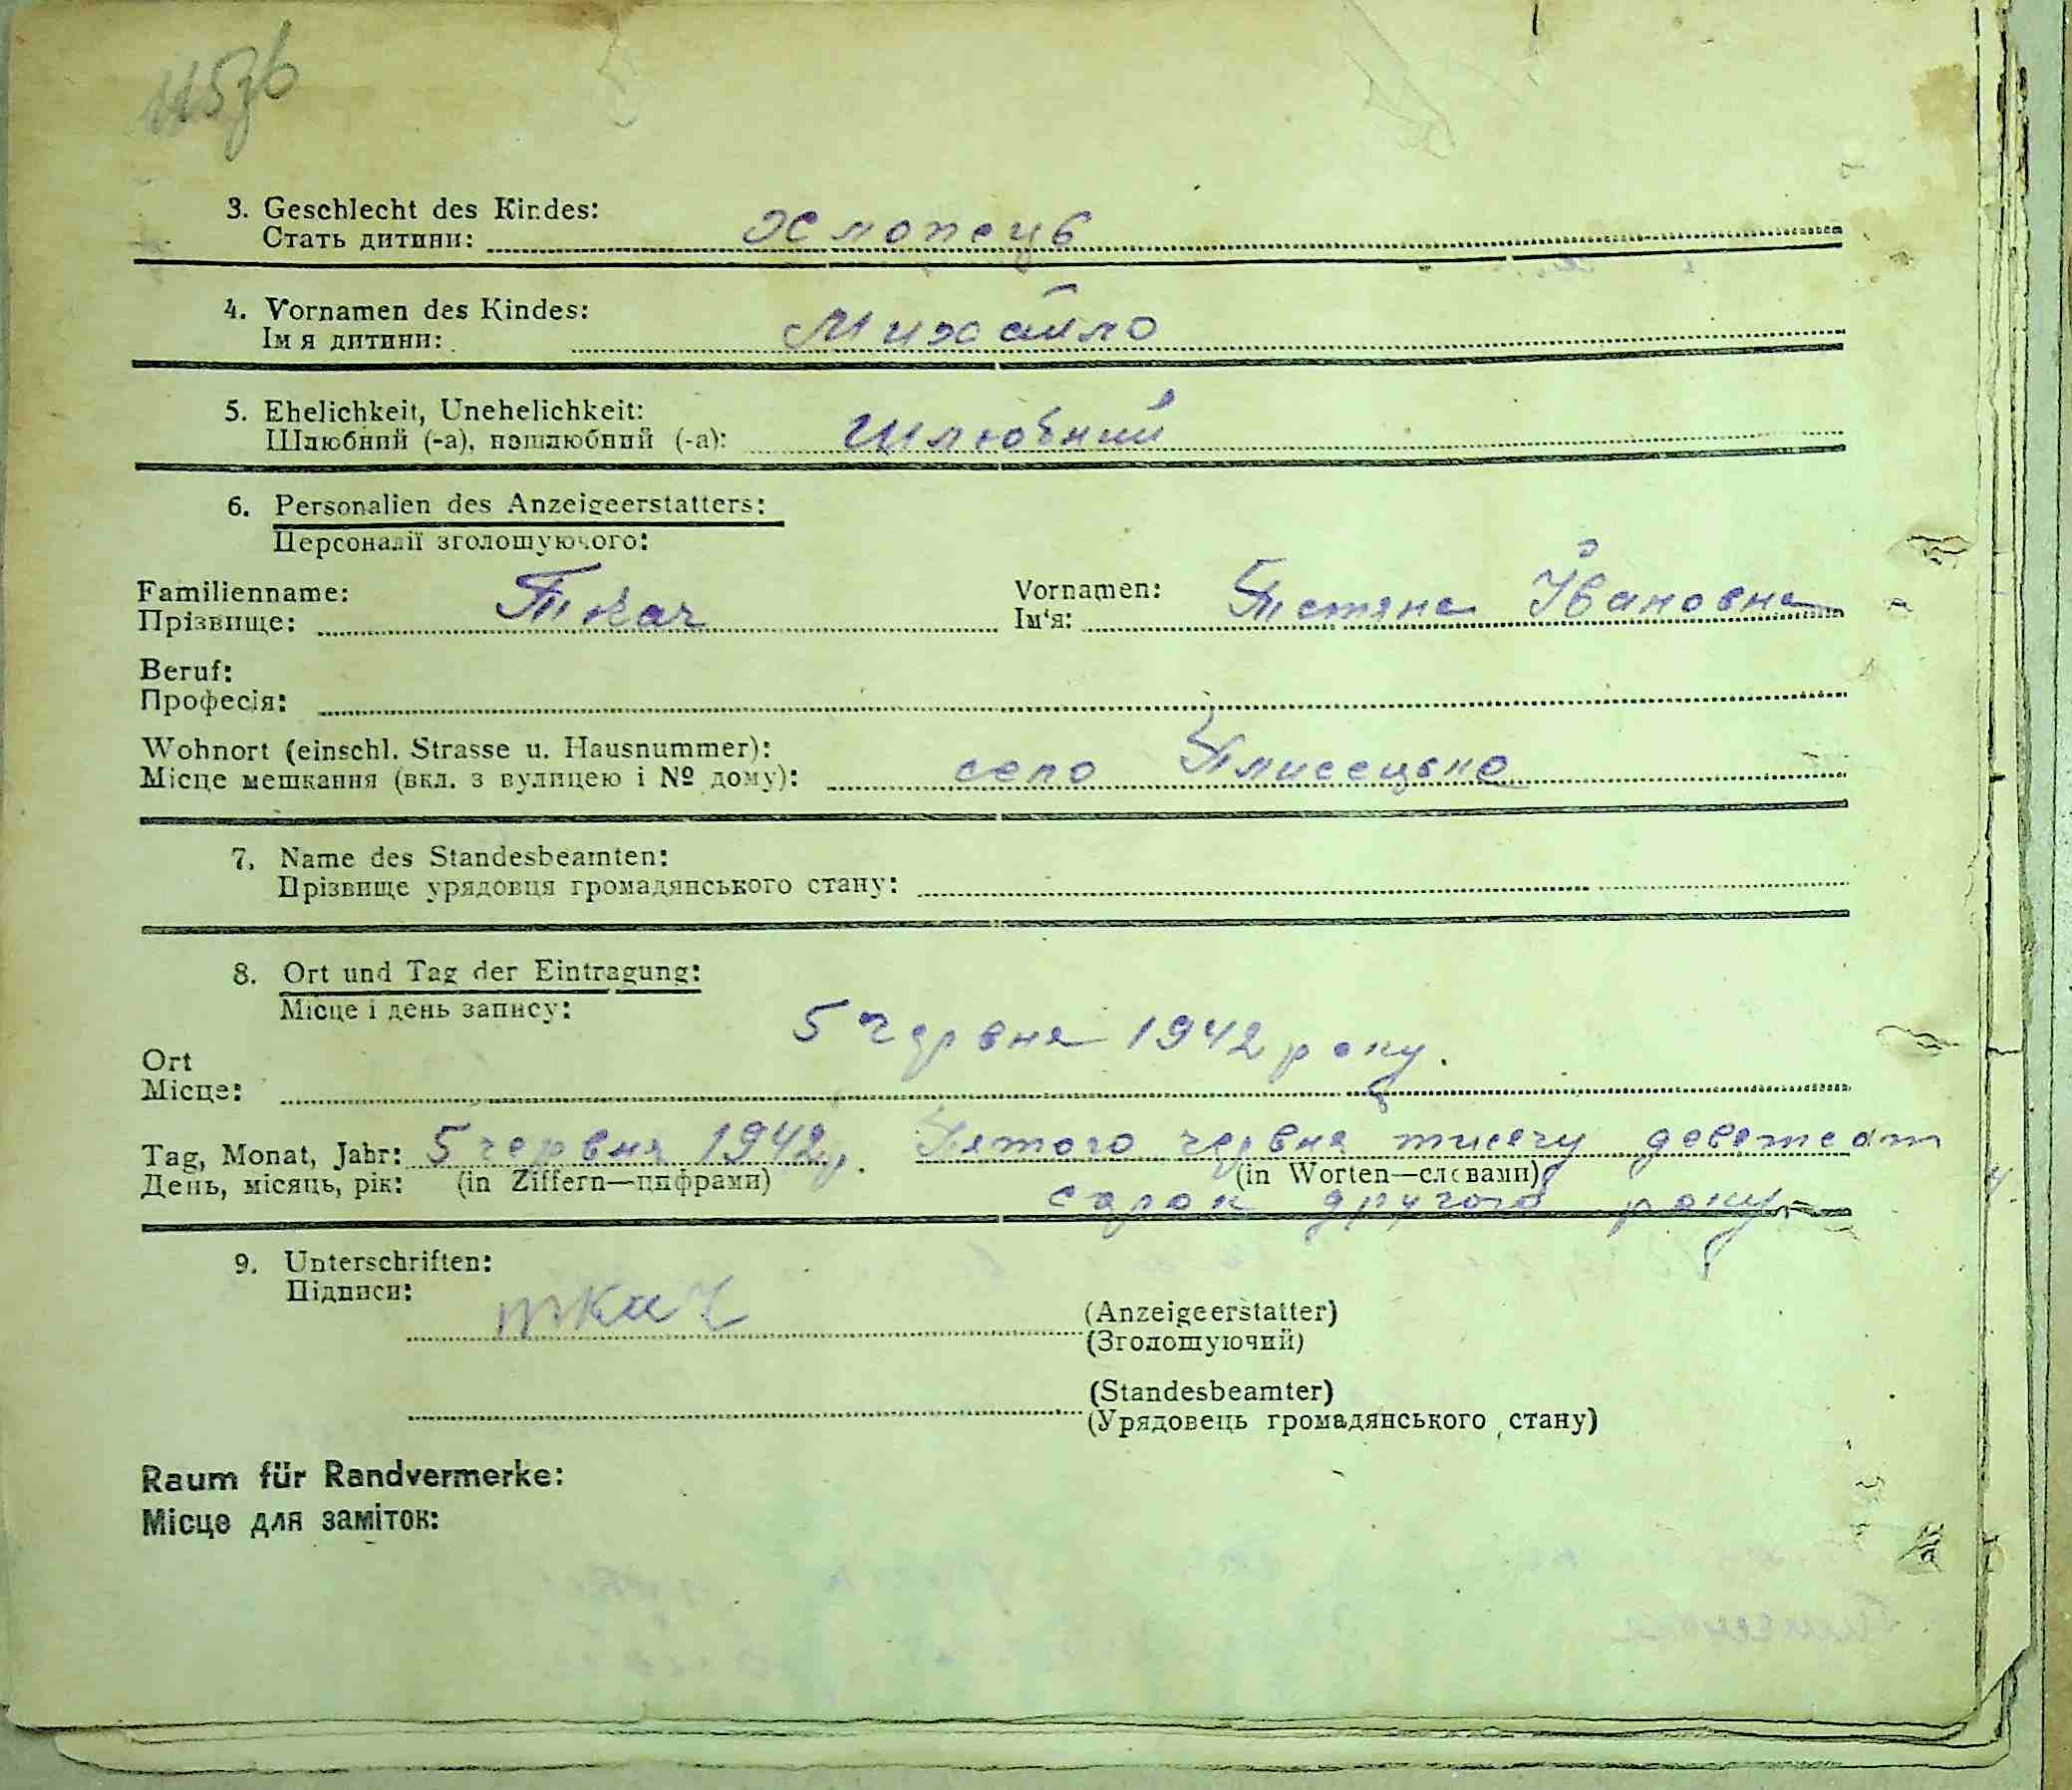 3. Geschlecht des Kindes:
Стать дитини: Хлопець
4. Vornamen des Kindes:
Імя дитини: Михайло
5. Ehelichkeit, Unehelichkeit:
Шлюбний (-а), нешлюбний (-а): Шлюбний
6. Personalien des Anzeigeerstatters:
Персоналії зголошуючого:
Familienname: Vornamen:
Прізвище: Ткач Ім'я: Тетяна Івановна
Beruf:
Професія:
Wohnort (einschl. Strasse u. Hausnummer):
Місце мешкання (вкл. з вулицею і № дому): село Плисецьке
7. Name des Standesbeamten:
Прізвище урядовця громадянського стану:
8. Ort und Tag der Eintragung:
Місце і день запису:
5 червня 1942 року.
Ort
Місце:
Tag, Monat, Jahr: 5 червня 1942 р. Пятого червня тисячу девятсот
День, місяць, рік: (in Ziffern—цифрами) (in Worten—словами)
сорок другого року
9. Unterschriften:
Підписи:
ткач (Anzeigeerstatter)
(Зголошуючий)
(Standesbeamter)
(Урядовець громадянського стану)
Raum für Randvermerke:
Місце для заміток: